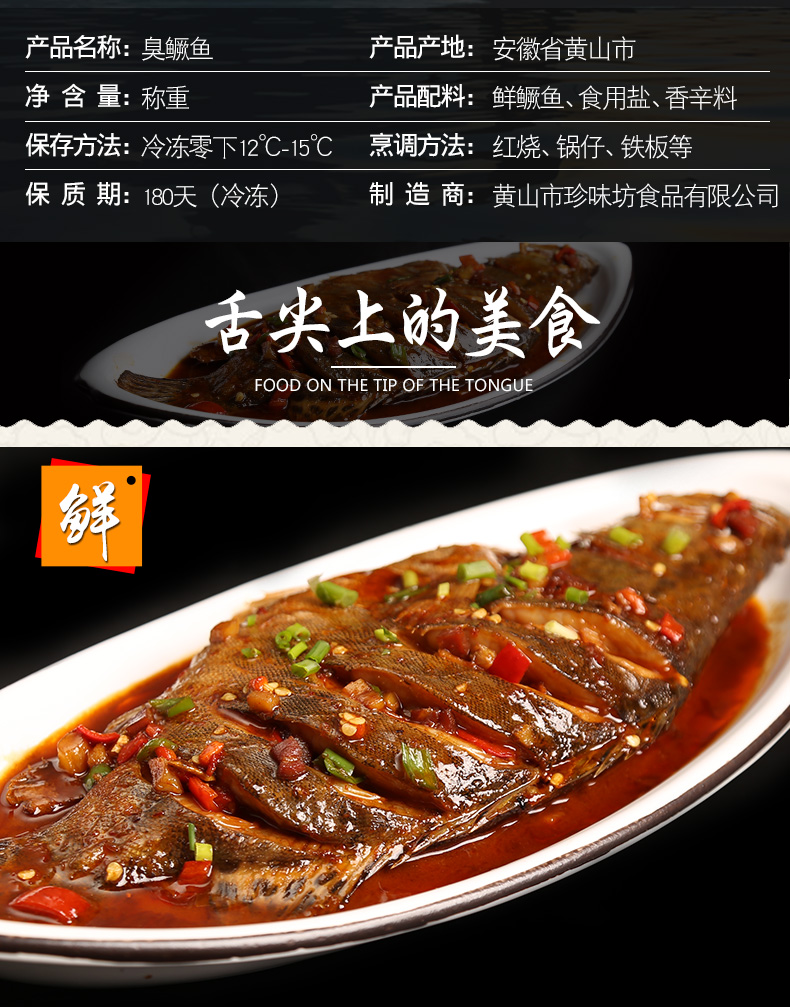 产品名称：臭鳜鱼 产品产地：安徽省黄山市
净含量：称重 产品配料：鲜鳜鱼、食用盐、香辛料
保存方法：冷冻零下12℃-15℃ 烹调方法：红烧、锅仔、铁板等
保质期：180天（冷冻） 制造商：黄山市珍味坊食品有限公司
舌尖上的美食
FOOD ON THE TIP OF THE TONGUE
鲜